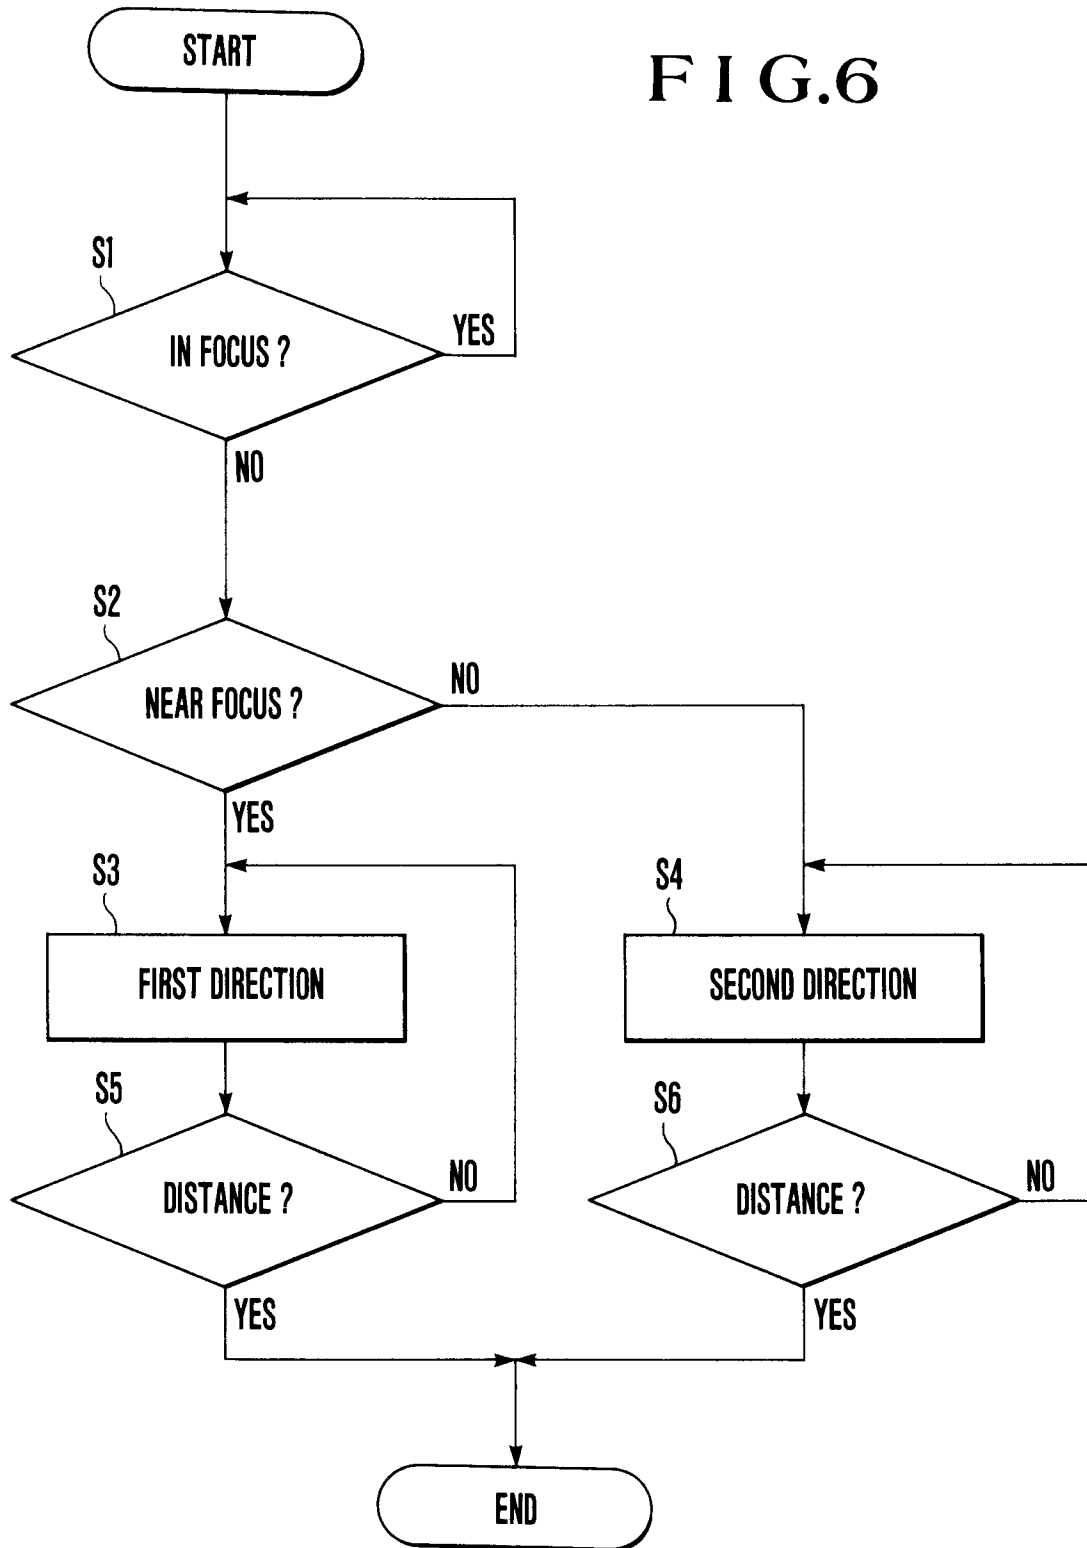 START
FIG.6
S1
IN FOCUS ?
YES
NO
S2
NEAR FOCUS ?
NO
YES
S3
FIRST DIRECTION
S4
SECOND DIRECTION
S5
DISTANCE ?
NO
YES
S6
DISTANCE ?
NO
YES
END